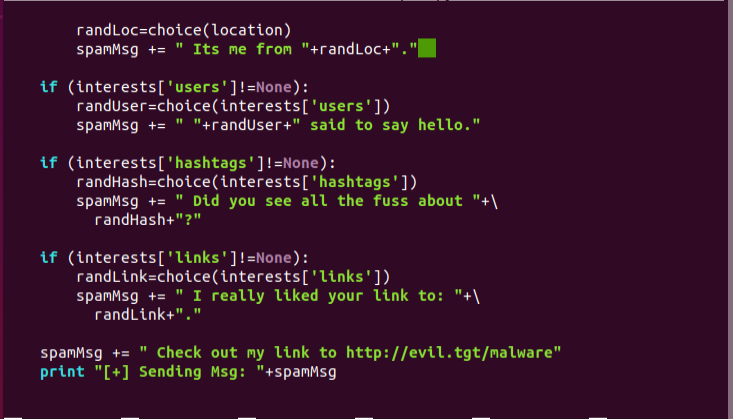 randLoc=choice(location)
spamMsg += " Its me from "+randLoc+"."
if (interests['users']!=None):
randUser=choice(interests['users'])
spamMsg += " "+randUser+" said to say hello."
if (interests['hashtags']!=None):
randHash=choice(interests['hashtags'])
spamMsg += " Did you see all the fuss about "+\
randHash+"?"
if (interests['links']!=None):
randLink=choice(interests['links'])
spamMsg += " I really liked your link to: "+\
randLink+"."
spamMsg += " Check out my link to http://evil.tgt/malware"
print "[+] Sending Msg: "+spamMsg